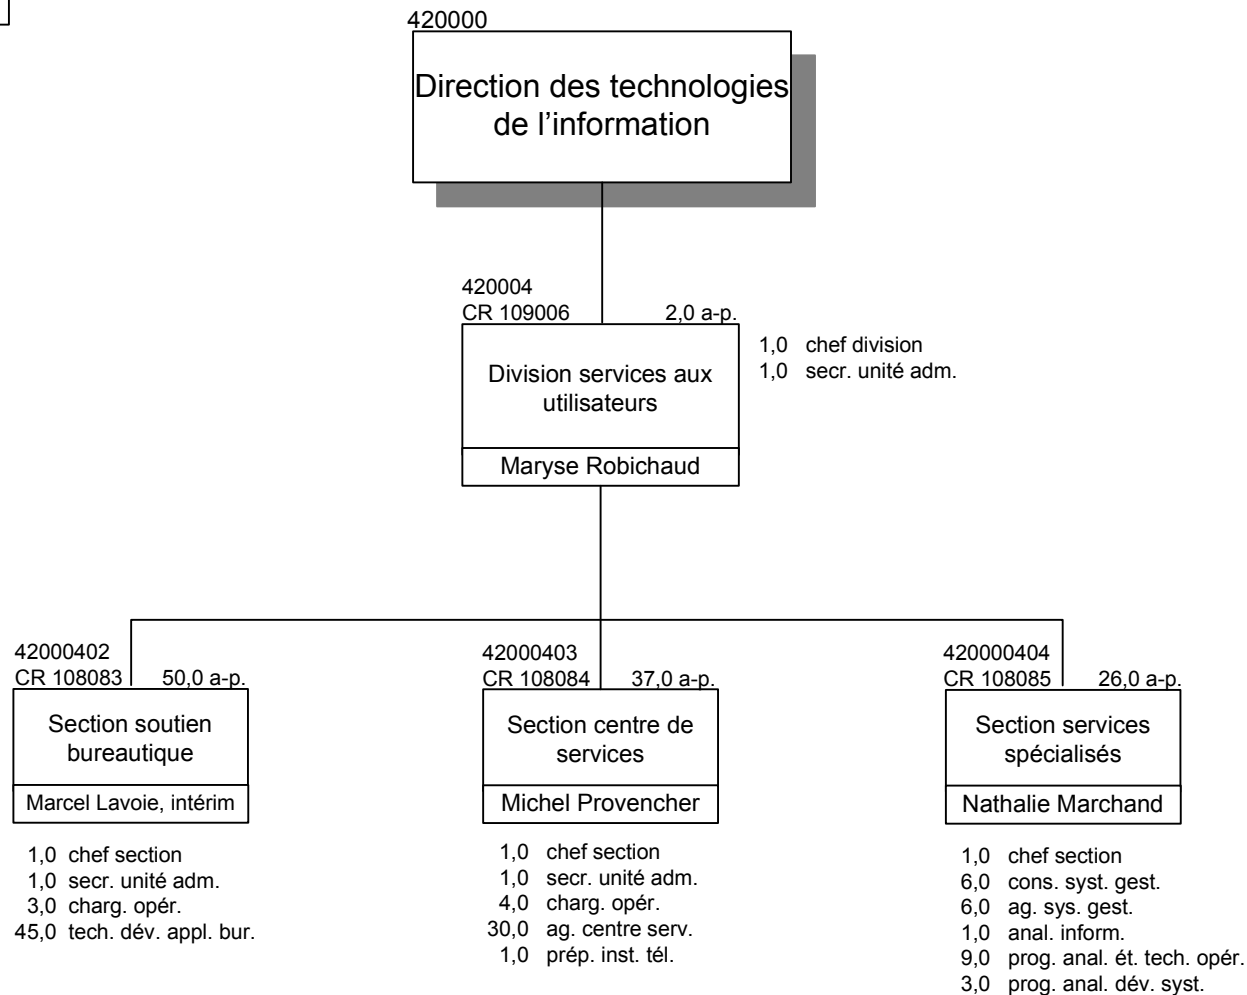 420000
Direction des technologies
de l'information
420004
CR 109006 2,0 a-p.
Division services aux
utilisateurs
Maryse Robichaud
1,0 chef division
1,0 secr. unité adm.
42000402
CR 108083 50,0 a-p.
Section soutien
bureautique
Marcel Lavoie, intérim
1,0 chef section
1,0 secr. unité adm.
3,0 charg. opér.
45,0 tech. dév. appl. bur.
42000403
CR 108084 37,0 a-p.
Section centre de
services
Michel Provencher
1,0 chef section
1,0 secr. unité adm.
4,0 charg. opér.
30,0 ag. centre serv.
1,0 prép. inst. tél.
420000404
CR 108085 26,0 a-p.
Section services
spécialisés
Nathalie Marchand
1,0 chef section
6,0 cons. syst. gest.
6,0 ag. sys. gest.
1,0 anal. inform.
9,0 prog. anal. ét. tech. opér.
3,0 prog. anal. dév. syst.